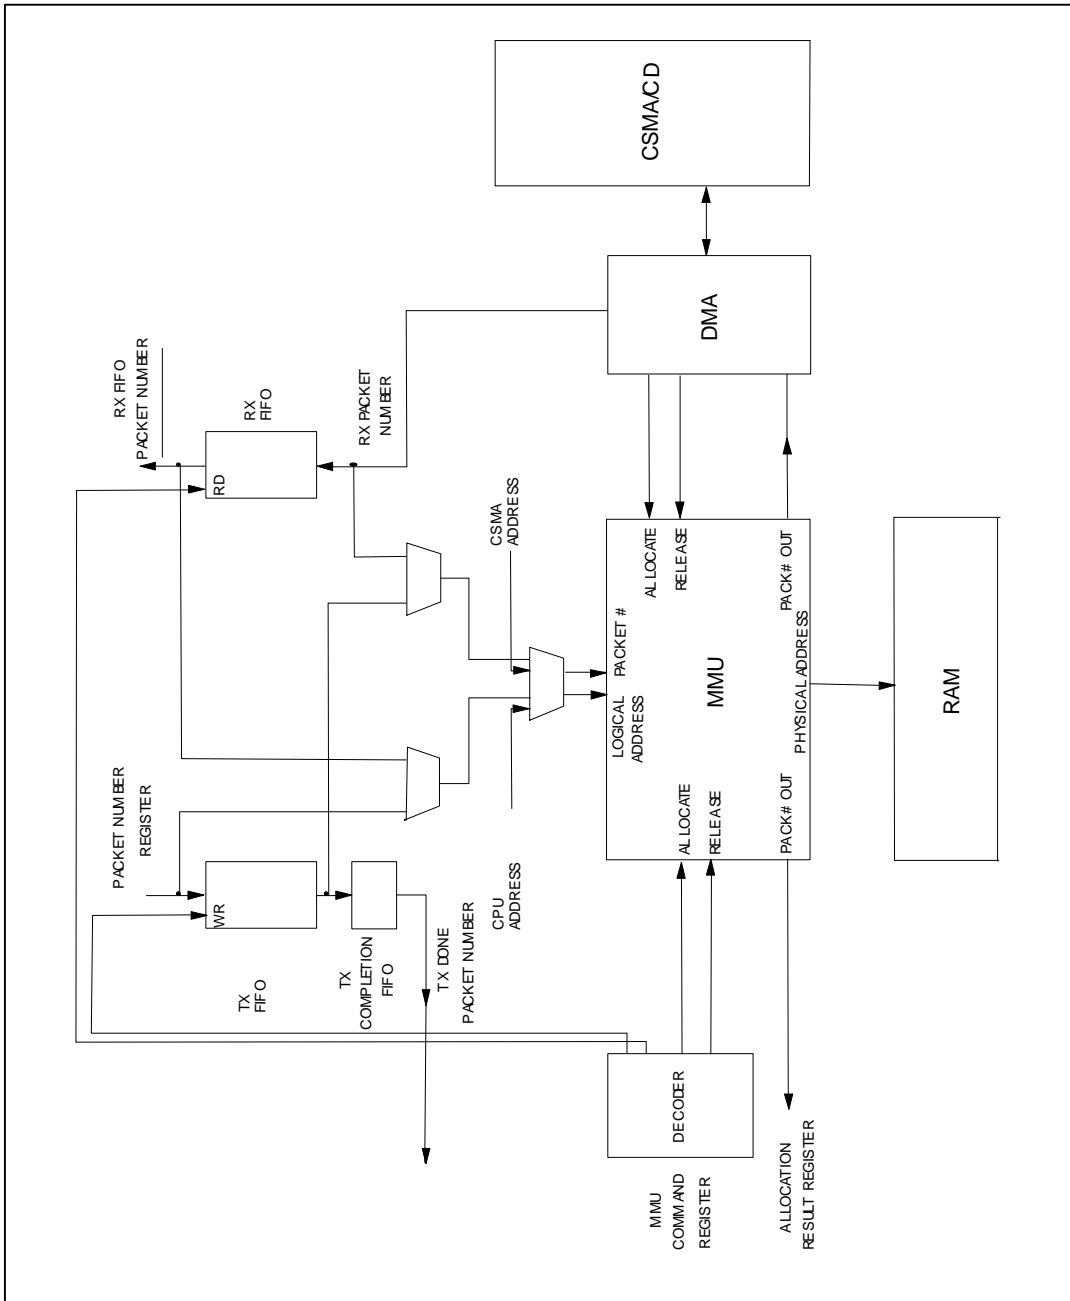 CSMA/CD
DMA
RX FIFO
PACKET NUMBER
RX
FIFO
RD
RX PACKET
NUMBER
CSMA
ADDRESS
ALLOCATE
RELEASE
PACK# OUT
PACKET #
LOGICAL
ADDRESS
MMU
PHYSICAL ADDRESS
RAM
PACKET NUMBER
REGISTER
WR
TX
FIFO
TX
COMPLETION
FIFO
TX DONE
PACKET NUMBER
CPU
ADDRESS
ALLOCATE
RELEASE
PACK# OUT
DECODER
MMU
COMMAND
REGISTER
ALLOCATION
RESULT REGISTER